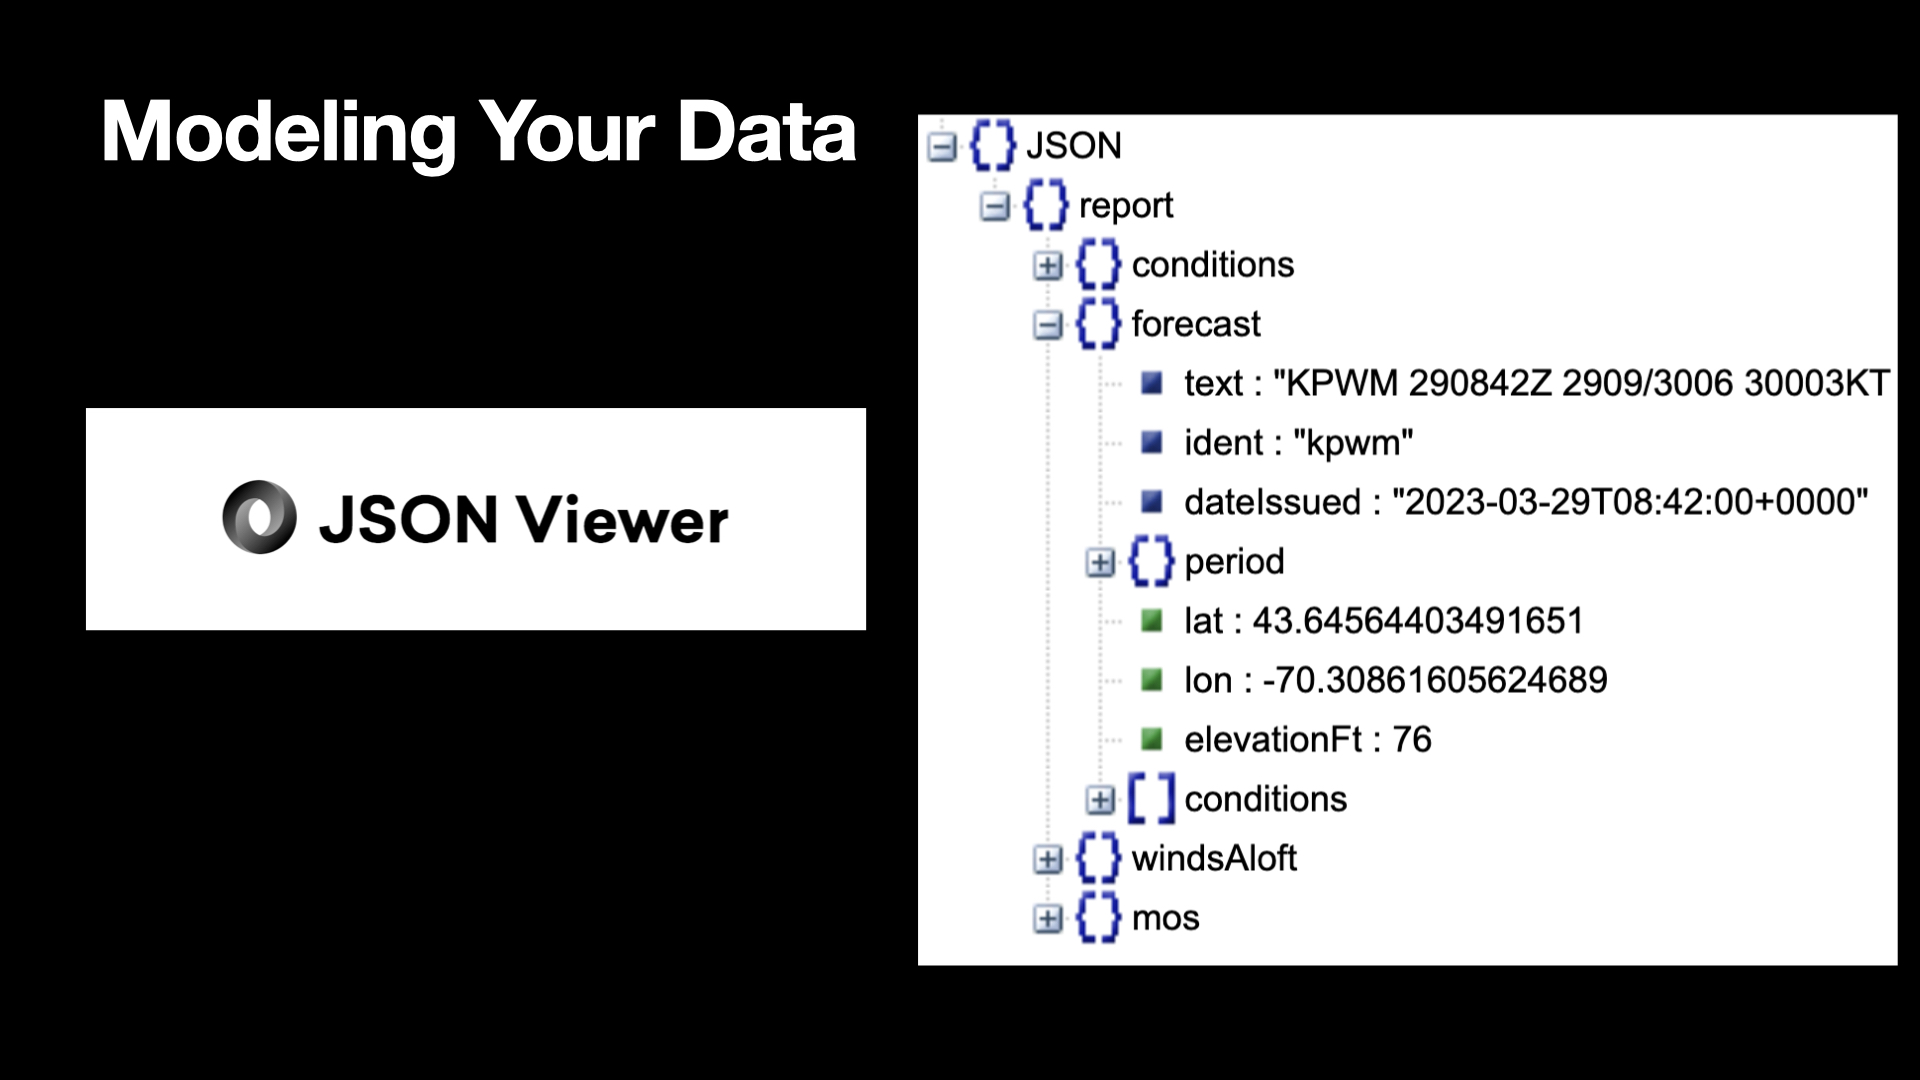 Modeling Your Data
JSON Viewer
JSON
report
conditions
forecast
text : "KPWM 290842Z 2909/3006 30003KT
ident : "kpwm"
dateIssued : "2023-03-29T08:42:00+0000"
period
lat : 43.64564403491651
lon : -70.30861605624689
elevationFt : 76
conditions
windsAloft
mos